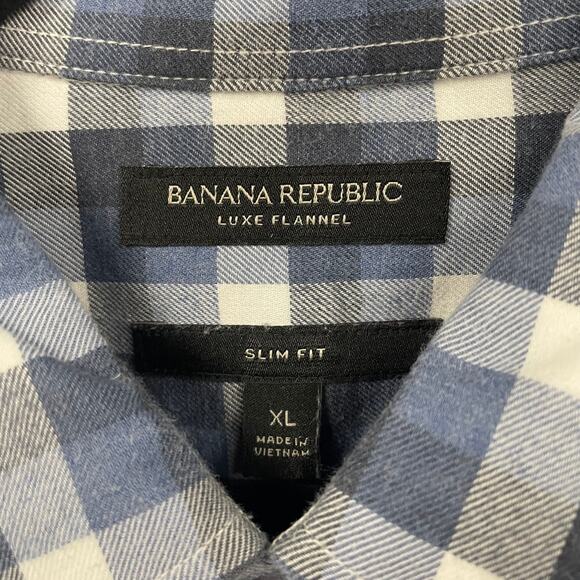 BANANA REPUBLIC
LUXE FLANNEL
SLIM FIT
XL
MADE IN
VIETNAM